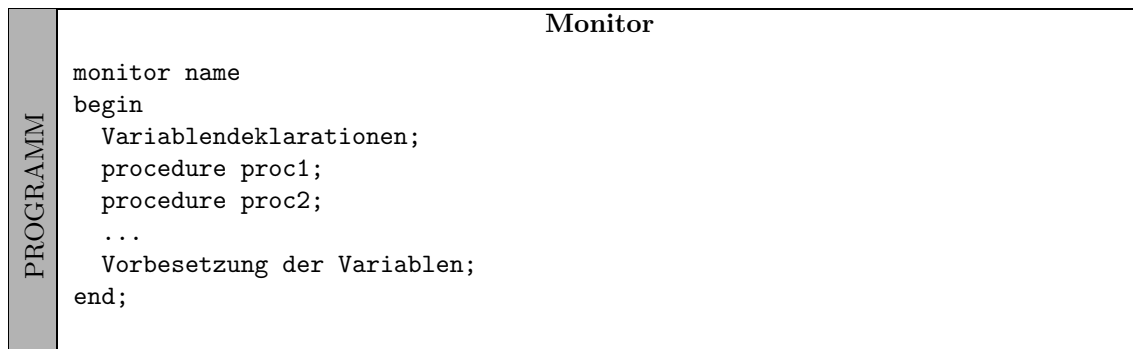 PROGRAMM
Monitor
monitor name
begin
  Variablendeklarationen;
  procedure proc1;
  procedure proc2;
  ...
  Vorbesetzung der Variablen;
end;